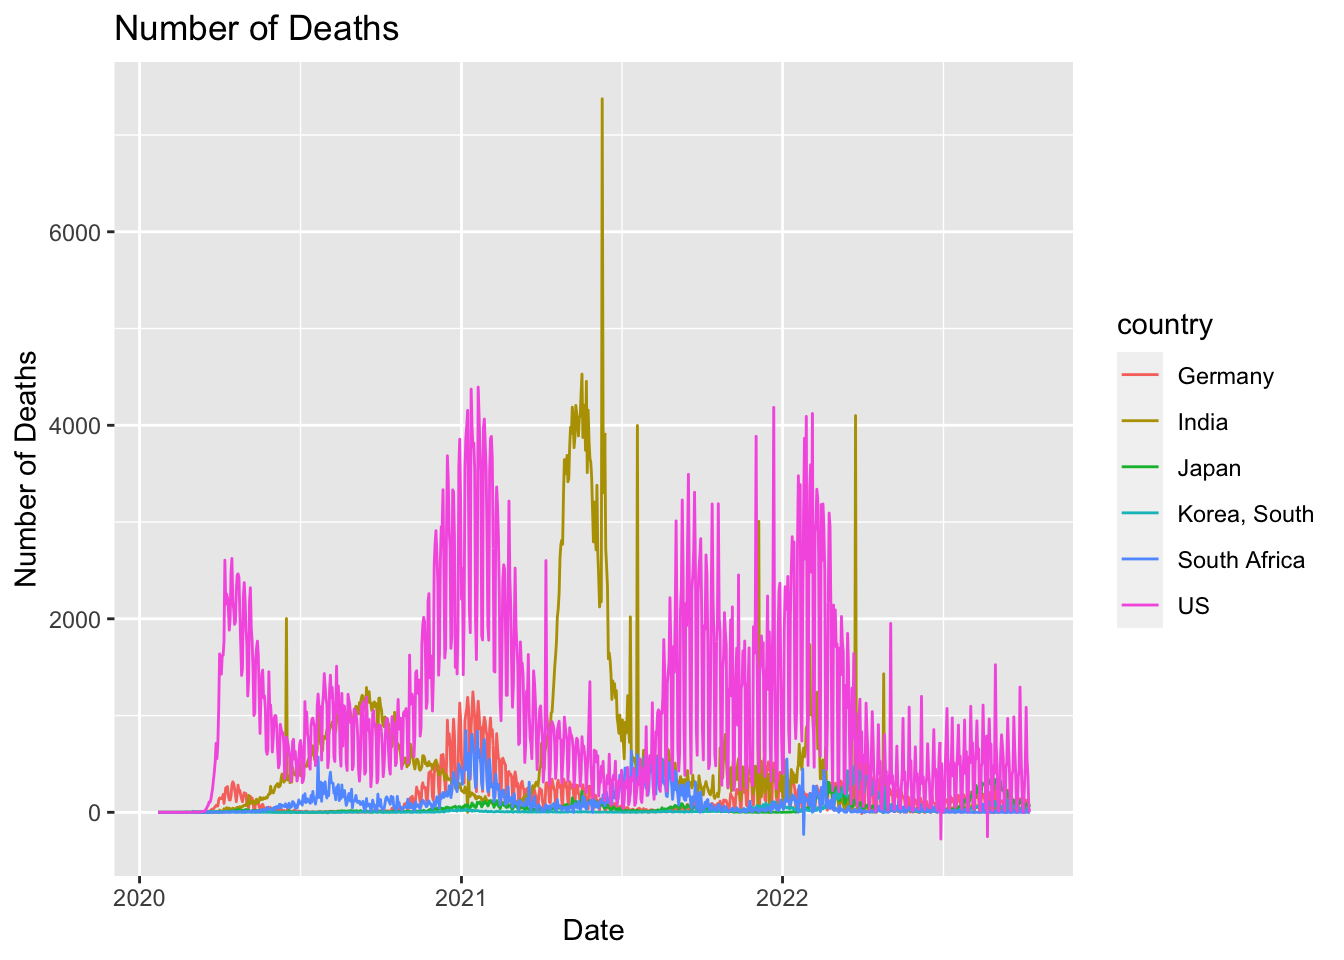 Number of Deaths
Number of Deaths
6000
4000
2000
0
2020
2021
2022
Date
country
Germany
India
Japan
Korea, South
South Africa
US